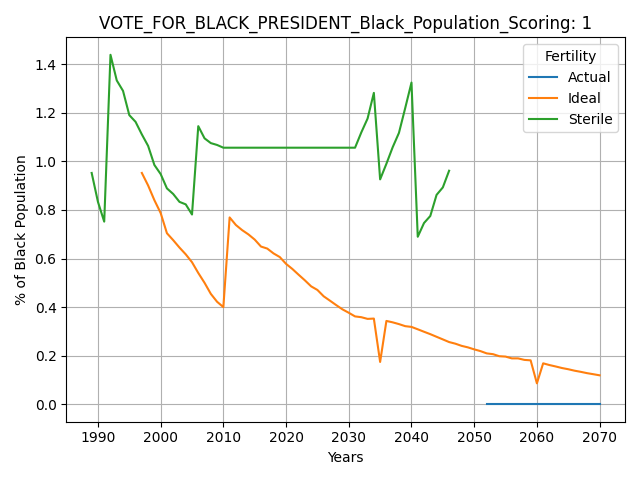 VOTE_FOR_BLACK_PRESIDENT_Black_Population_Scoring: 1
Fertility
Actual
Ideal
Sterile
% of Black Population
1.4
1.2
1.0
0.8
0.6
0.4
0.2
0.0
1990 2000 2010 2020 2030 2040 2050 2060 2070
Years